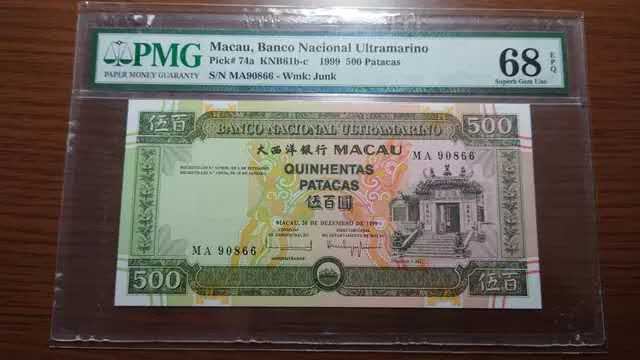 PMG
PAPER MONEY GUARANTY
Macau, Banco Nacional Ultramarino
Pick# 74a KNB61b-c 1999 500 Patacas
S/N MA90866 - Wmk: Junk
68 EPQ
Superb Gem Unc
伍百 BANCO NACIONAL ULTRAMARINO 500
大西洋銀行 MACAU
MA 90866
QUINHENTAS
PATACAS
伍百圓
MACAU, 20 DE DEZEMBRO DE 1999
MA 90866
500 伍百